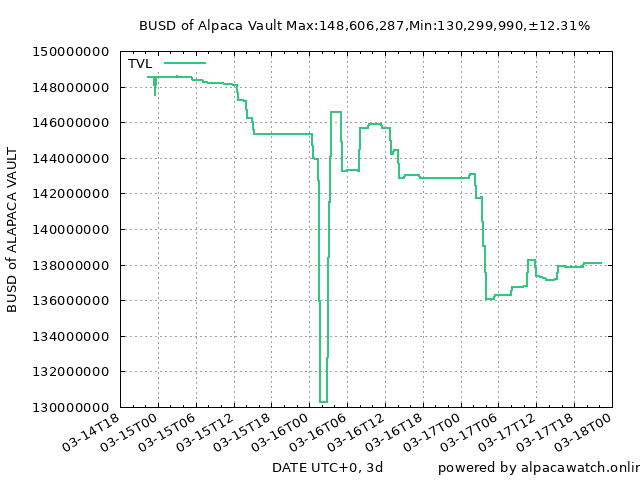 BUSD of Alpaca Vault Max:148,606,287,Min:130,299,990,±12.31%
TVL
150000000
148000000
146000000
144000000
142000000
140000000
138000000
136000000
134000000
132000000
130000000
BUSD of ALAPACA VAULT
03-14T18
03-15T00
03-15T06
03-15T12
03-15T18
03-16T00
03-16T06
03-16T12
03-16T18
03-17T00
03-17T06
03-17T12
03-17T18
03-18T00
DATE UTC+0, 3d
powered by alpacawatch.onlin